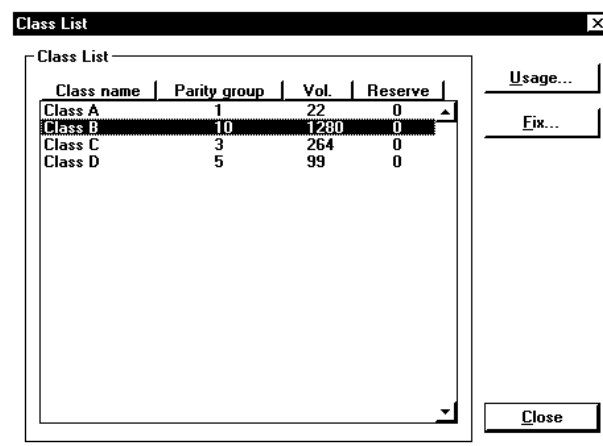 Class List
Class List
Class name Parity group Vol. Reserve
Class A 1 22 0
Class B 10 1280 0
Class C 3 264 0
Class D 5 99 0
Usage...
Fix...
Close